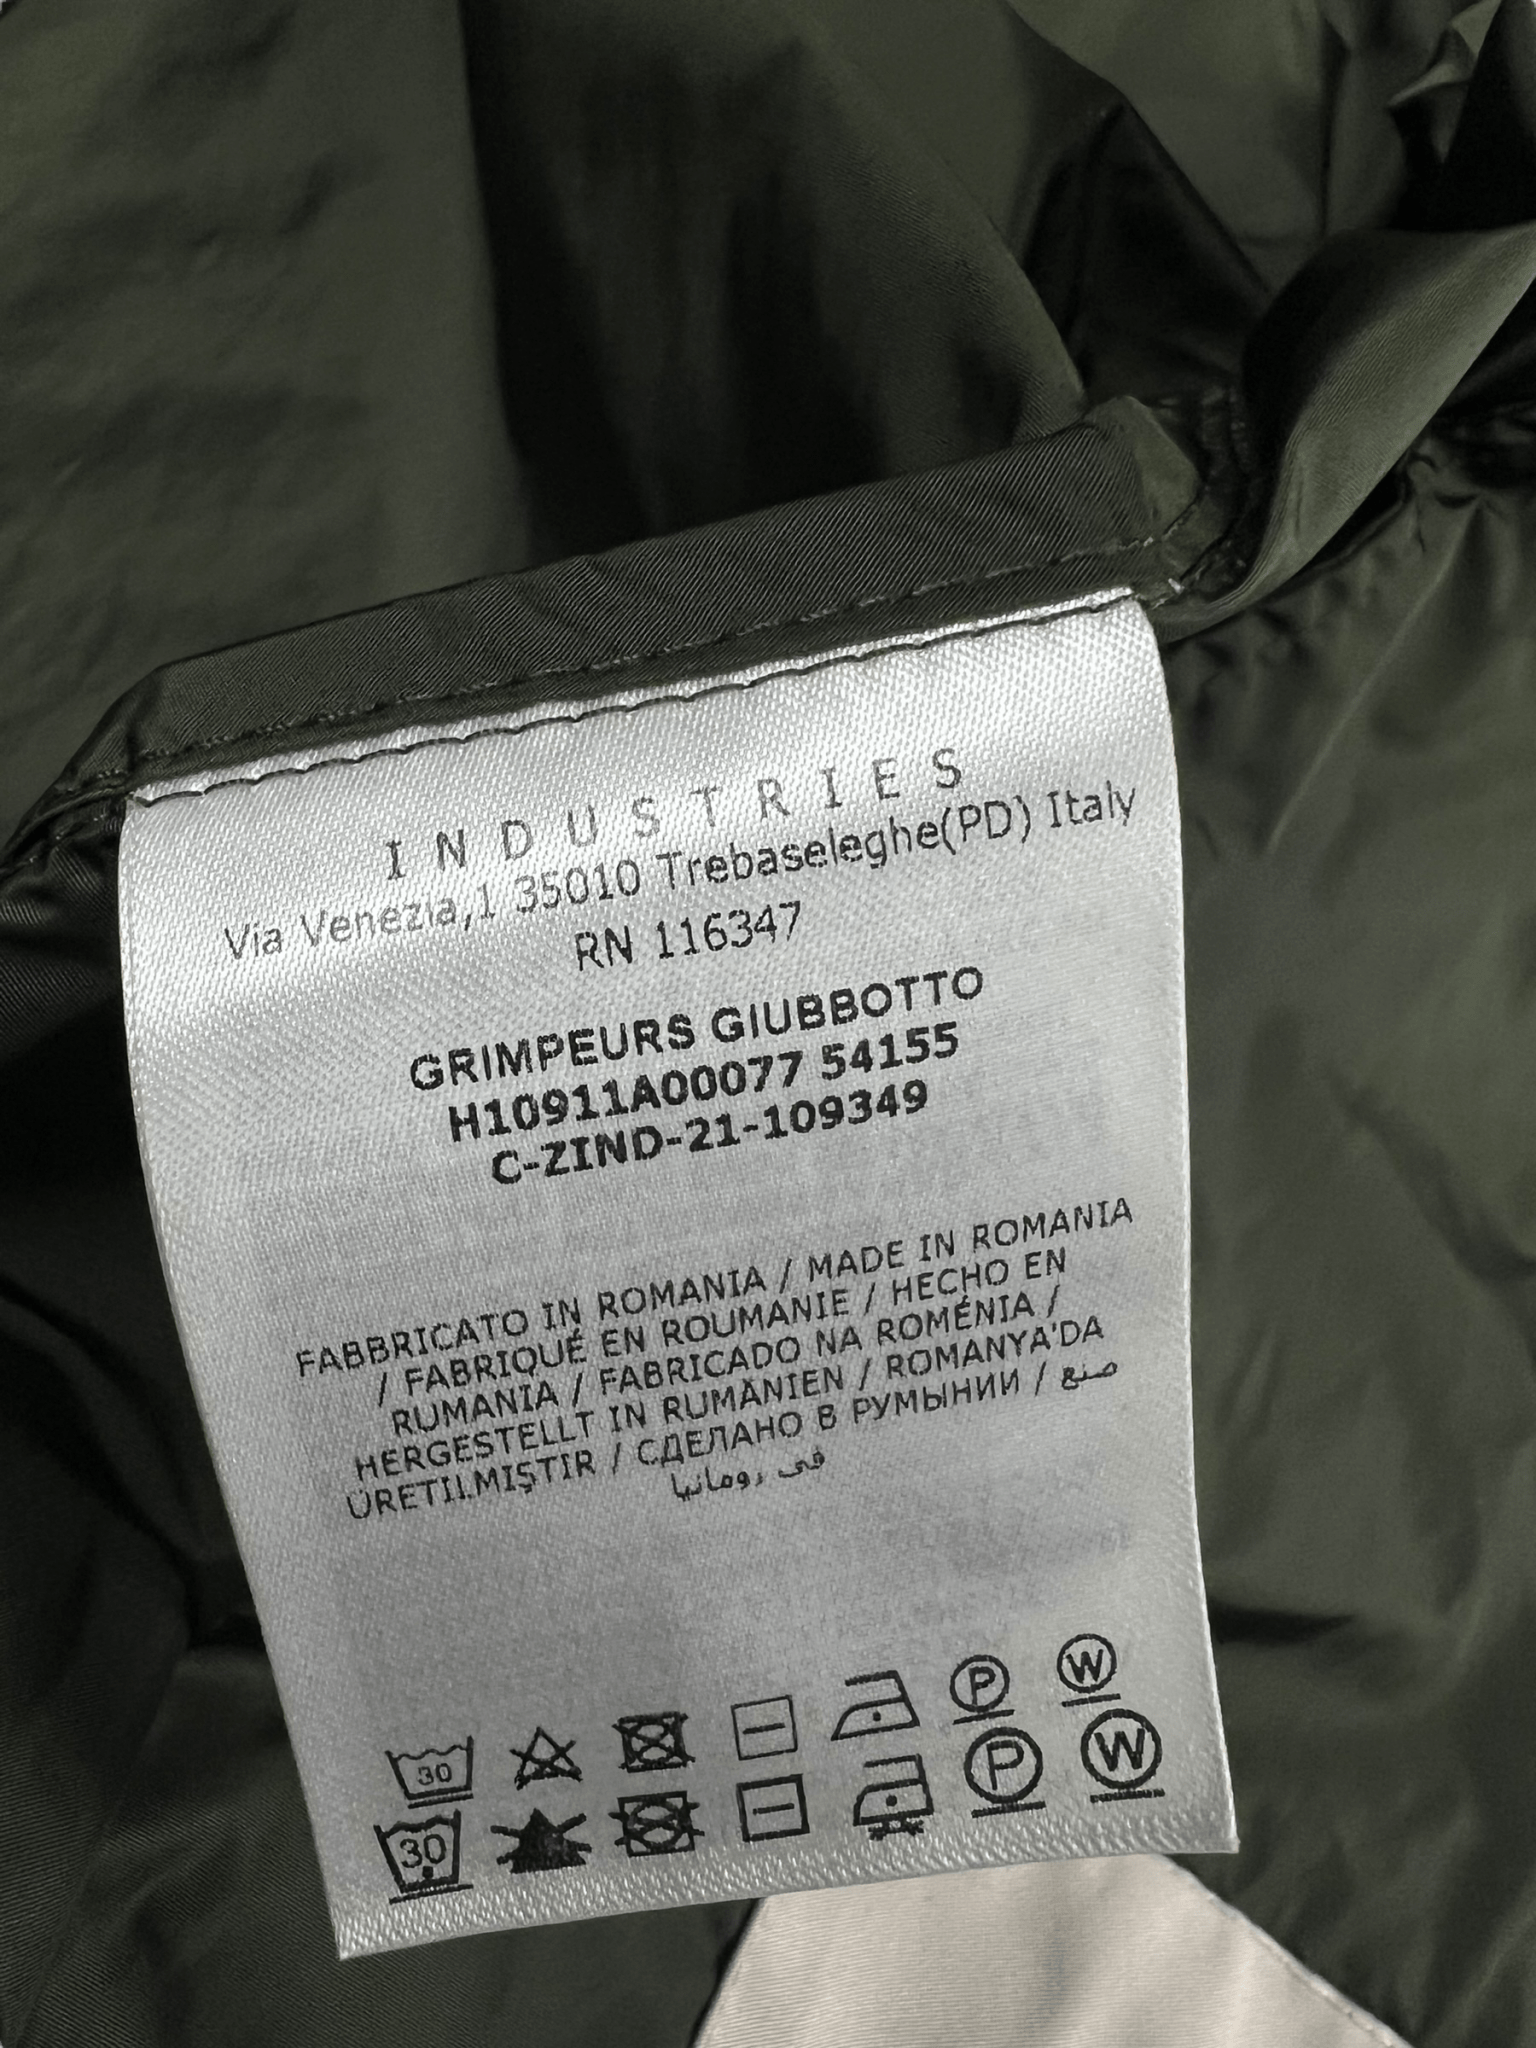 INDUSTRIES
Via Venezia,1 35010 Trebaseleghe(PD) Italy
RN 116347
GRIMPEURS GIUBBOTTO
H10911A00077 54155
C-ZIND-21-109349
FABBRICATO IN ROMANIA / MADE IN ROMANIA
/ FABRIQUÉ EN ROUMANIE / HECHO EN
RUMANIA / FABRICADO NA ROMÉNIA /
HERGESTELLT IN RUMÄNIEN / ROMANYA'DA
ÜRETILMIŞTIR / СДЕЛАНО В РУМЫНИИ / صنع
في رومانيا
30 P W
30 P W